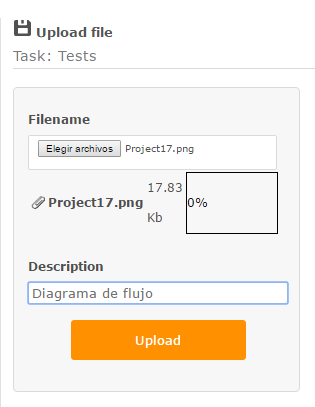 Upload file
Task: Tests
Filename
Elegir archivos Project17.png
Project17.png 17.83 Kb 0%
Description
Diagrama de flujo
Upload